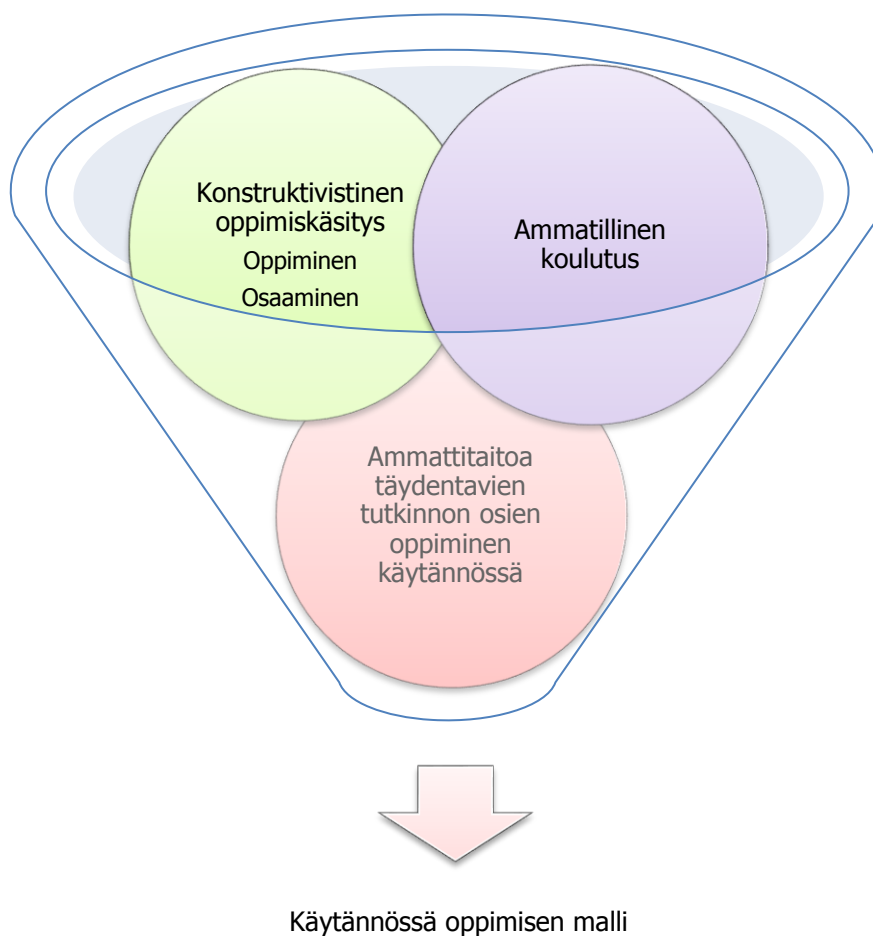 Konstruktivistinen
oppimiskäsitys
Oppiminen
Osaaminen
Ammatillinen
koulutus
Ammattitaitoa
täydentavien
tutkinnon osien
oppiminen
käytännössä
Käytännössä oppimisen malli